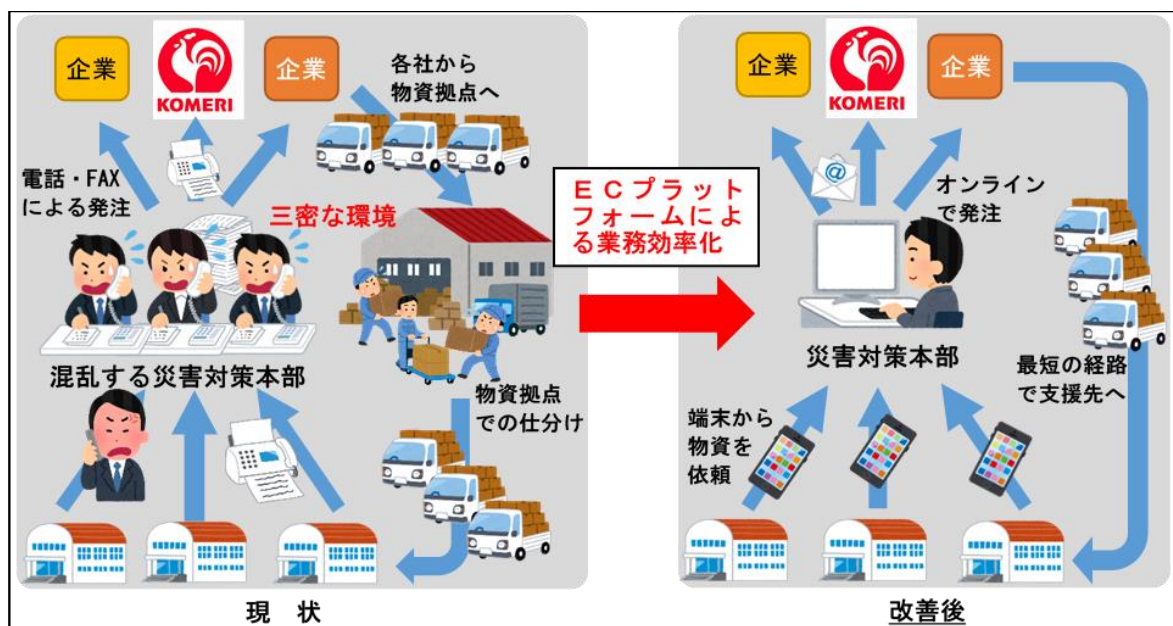 企業
KOMERI
企業
各社から
物資拠点へ
電話・FAX
による発注
三密な環境
混乱する災害対策本部
物資拠点
での仕分け
現 状
ECプラット
フォームによ
る業務効率化
企業
KOMERI
企業
@
オンライン
で発注
災害対策本部
最短の経路
で支援先へ
端末から
物資を
依頼
改善後